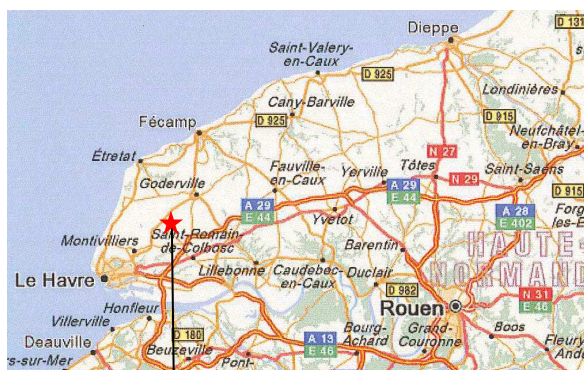 Dieppe
D 131
Saint-Valery-
en-Caux
D 925
Londinières
Cany-Barville
D 925
D 915
Fécamp
Neufchâtel-
en-Bray
Étretat
N 27
Fauville-
en-Caux
Yerville
Tôtes
Saint-Saëns
Goderville
A 29
E 44
A 29
E 44
N 29
D 915
Yvetot
A 28
E 402
Forg
les-E
Montivilliers
Saint-Romain-
de-Colbosc
Barentin
HAUTE
NORMAND
Le Havre
Lillebonne
Caudebec-
en-Caux
Duclair
D 982
Rouen
N 31
E 46
Honfleur
Villerville
D 180
A 13
E 46
Boos
Deauville
Bourg-
Achard
Grand-
Couronne
Fleury
Ande
rs-sur-Mer
Beuzeville
Pont-